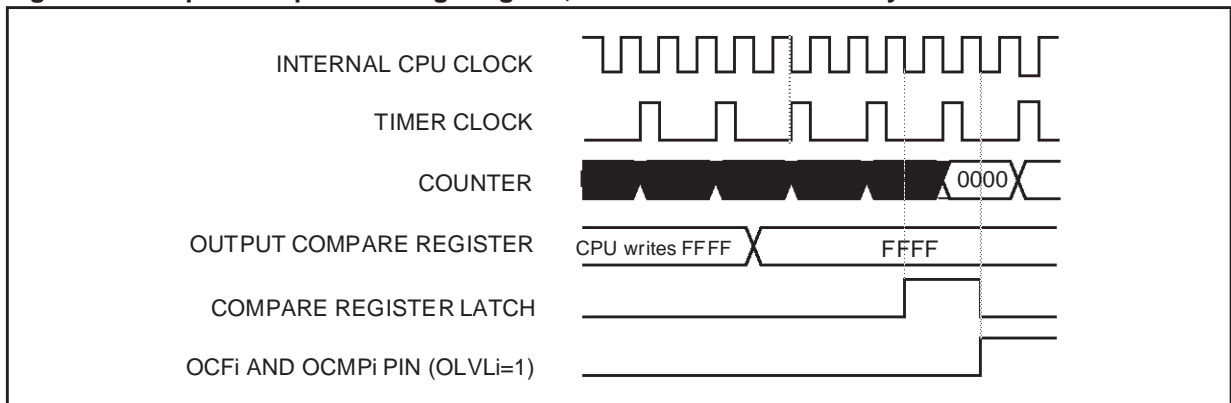 INTERNAL CPU CLOCK
TIMER CLOCK
COUNTER
0000
OUTPUT COMPARE REGISTER
CPU writes FFFF
FFFF
COMPARE REGISTER LATCH
OCFi AND OCMPi PIN (OLVLi=1)